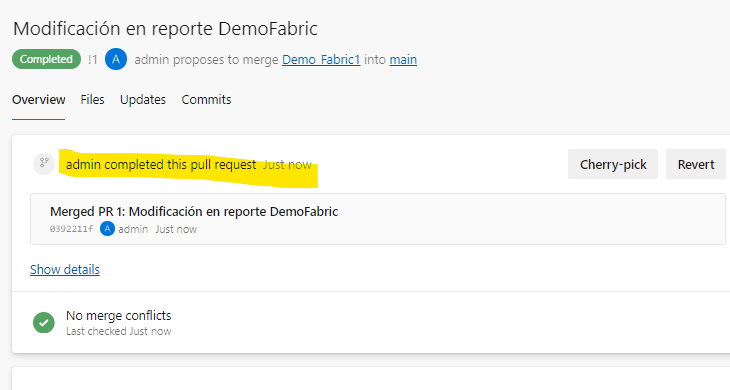 Modificación en reporte DemoFabric
Completed !1 A admin proposes to merge Demo_Fabric1 into main
Overview Files Updates Commits
admin completed this pull request Just now Cherry-pick Revert
Merged PR 1: Modificación en reporte DemoFabric
0392211f A admin Just now
Show details
No merge conflicts
Last checked Just now